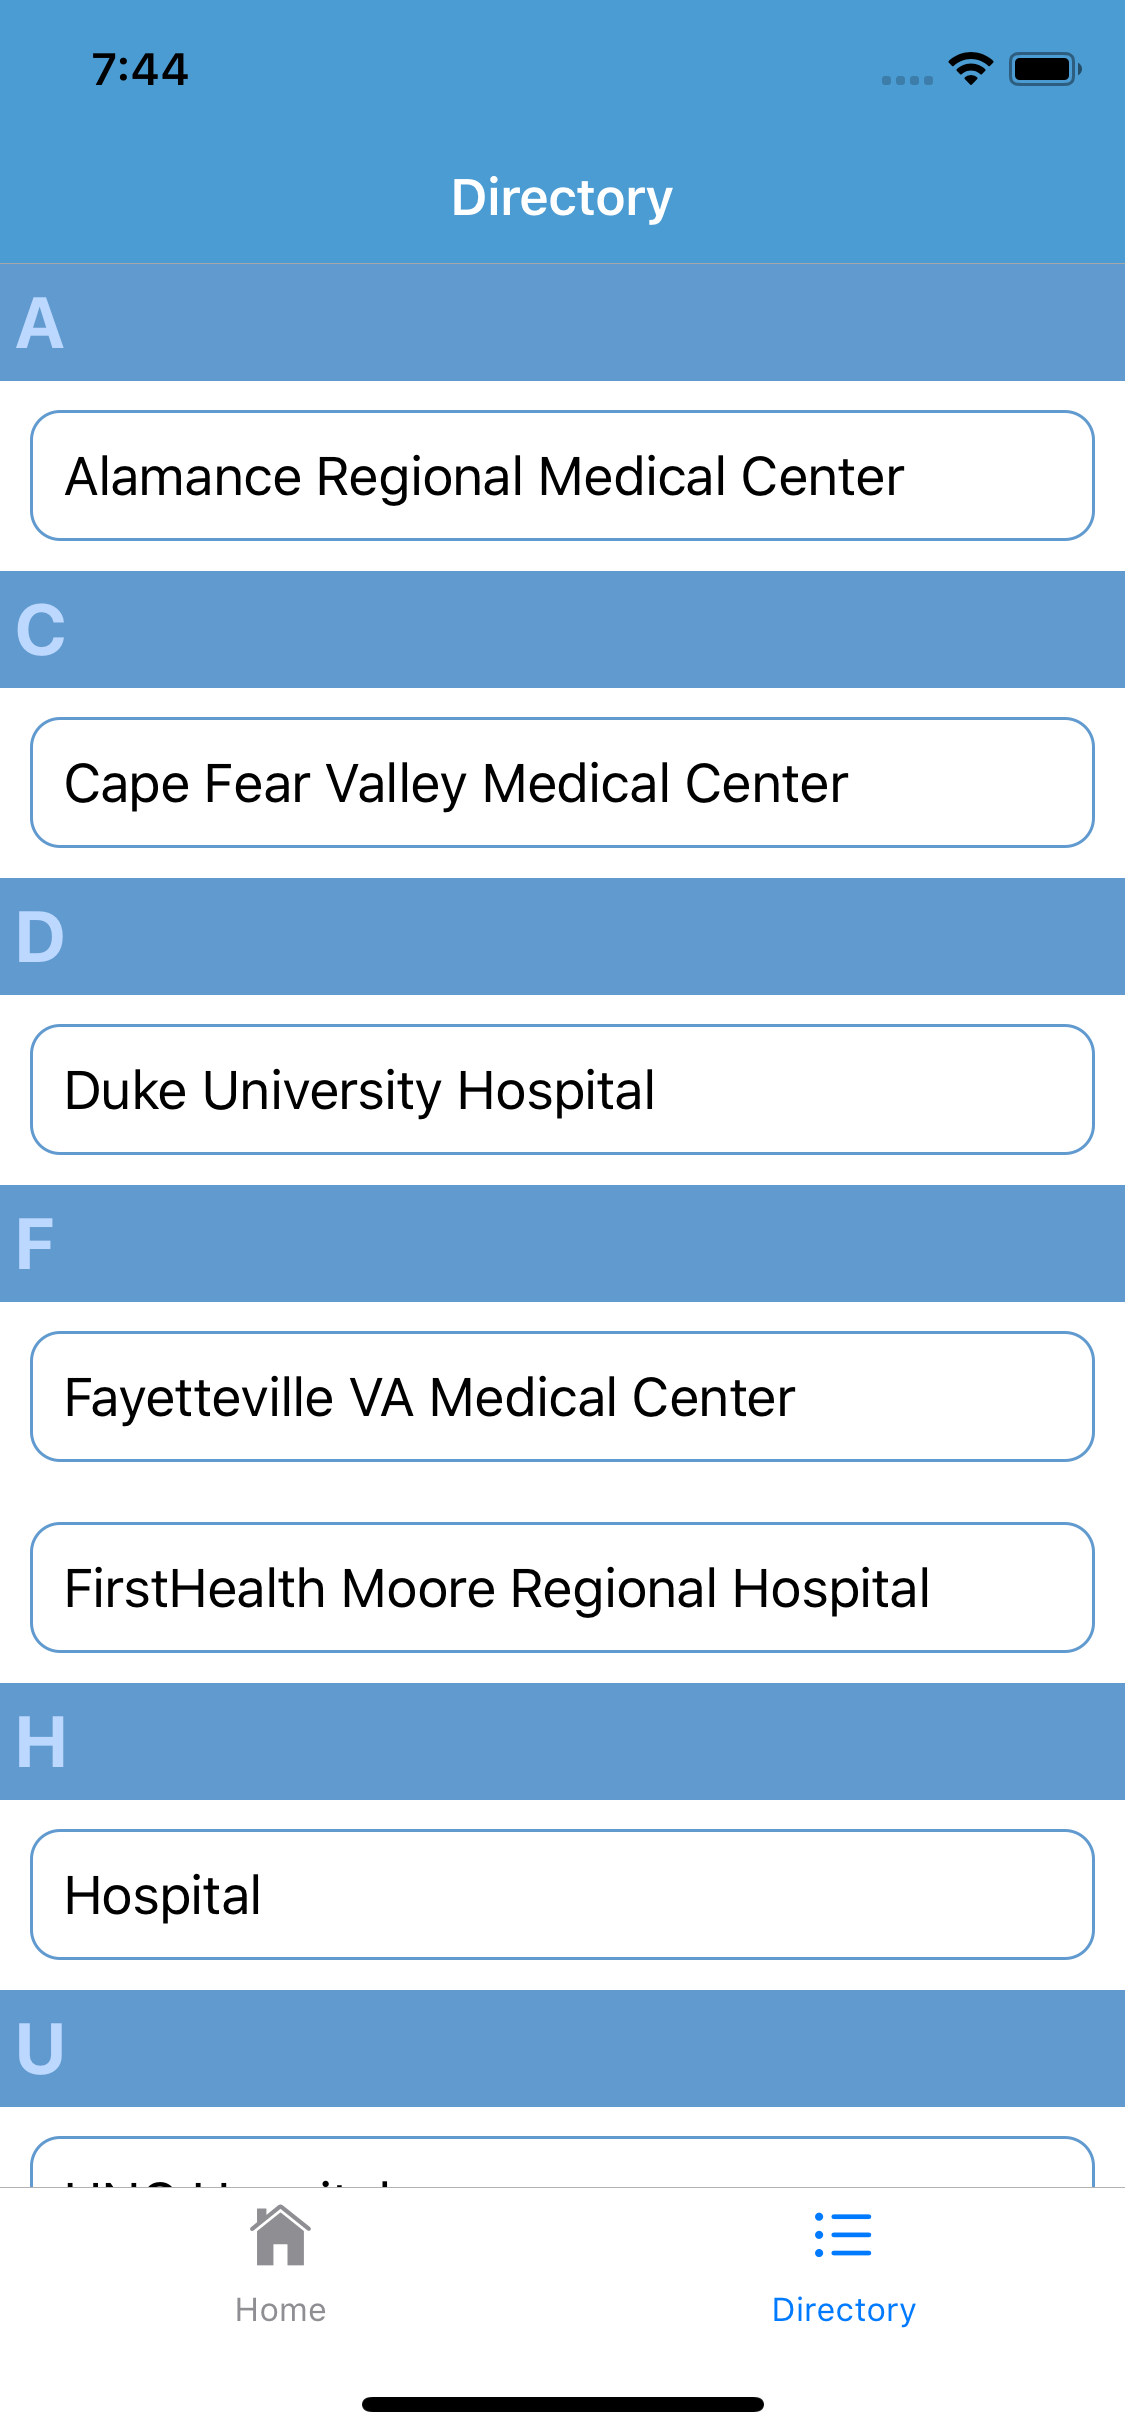 7:44
Directory
A
Alamance Regional Medical Center
C
Cape Fear Valley Medical Center
D
Duke University Hospital
F
Fayetteville VA Medical Center
FirstHealth Moore Regional Hospital
H
Hospital
U
Home
Directory